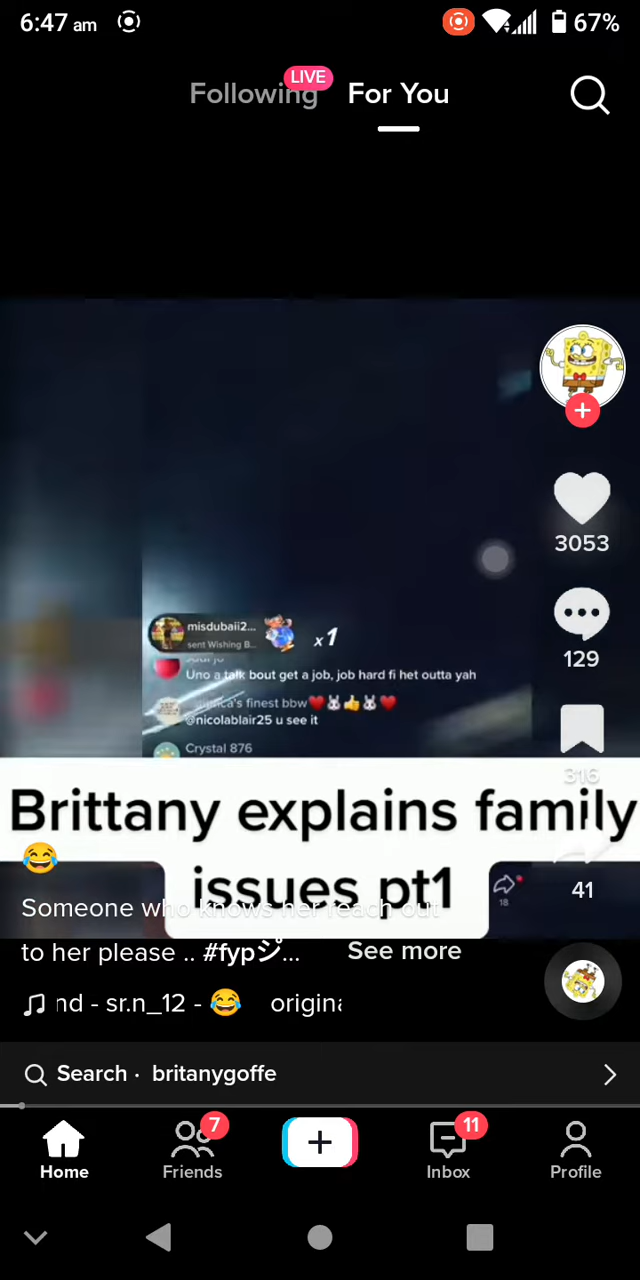 6:47 am
67%
Following
LIVE
For You
3053
misdubaii2...
sent Wishing B...
x1
Uno a talk bout get a job, job hard fi het outta yah
129
finest bbw❤️🐰👍🐰❤️
@nicolablair25 u see it
Crystal 876
316
Brittany explains family
issues pt1
😂
18
41
Someone who knows her reach out
to her please .. #fypジ... See more
nd - sr.n_12 - 😂 origina
Search · britanygoffe
7
11
Home
Friends
Inbox
Profile